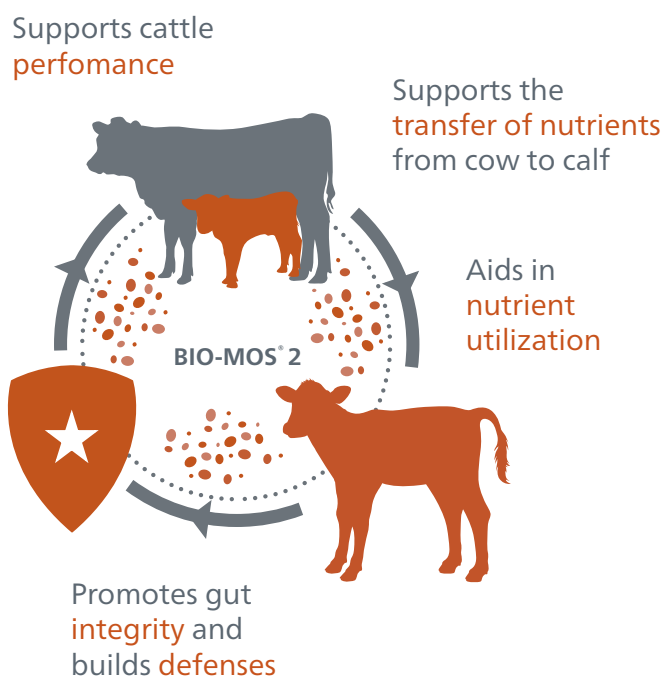 Supports cattle
perfomance
Supports the
transfer of nutrients
from cow to calf
Aids in
nutrient
utilization
BIO-MOS® 2
Promotes gut
integrity and
builds defenses